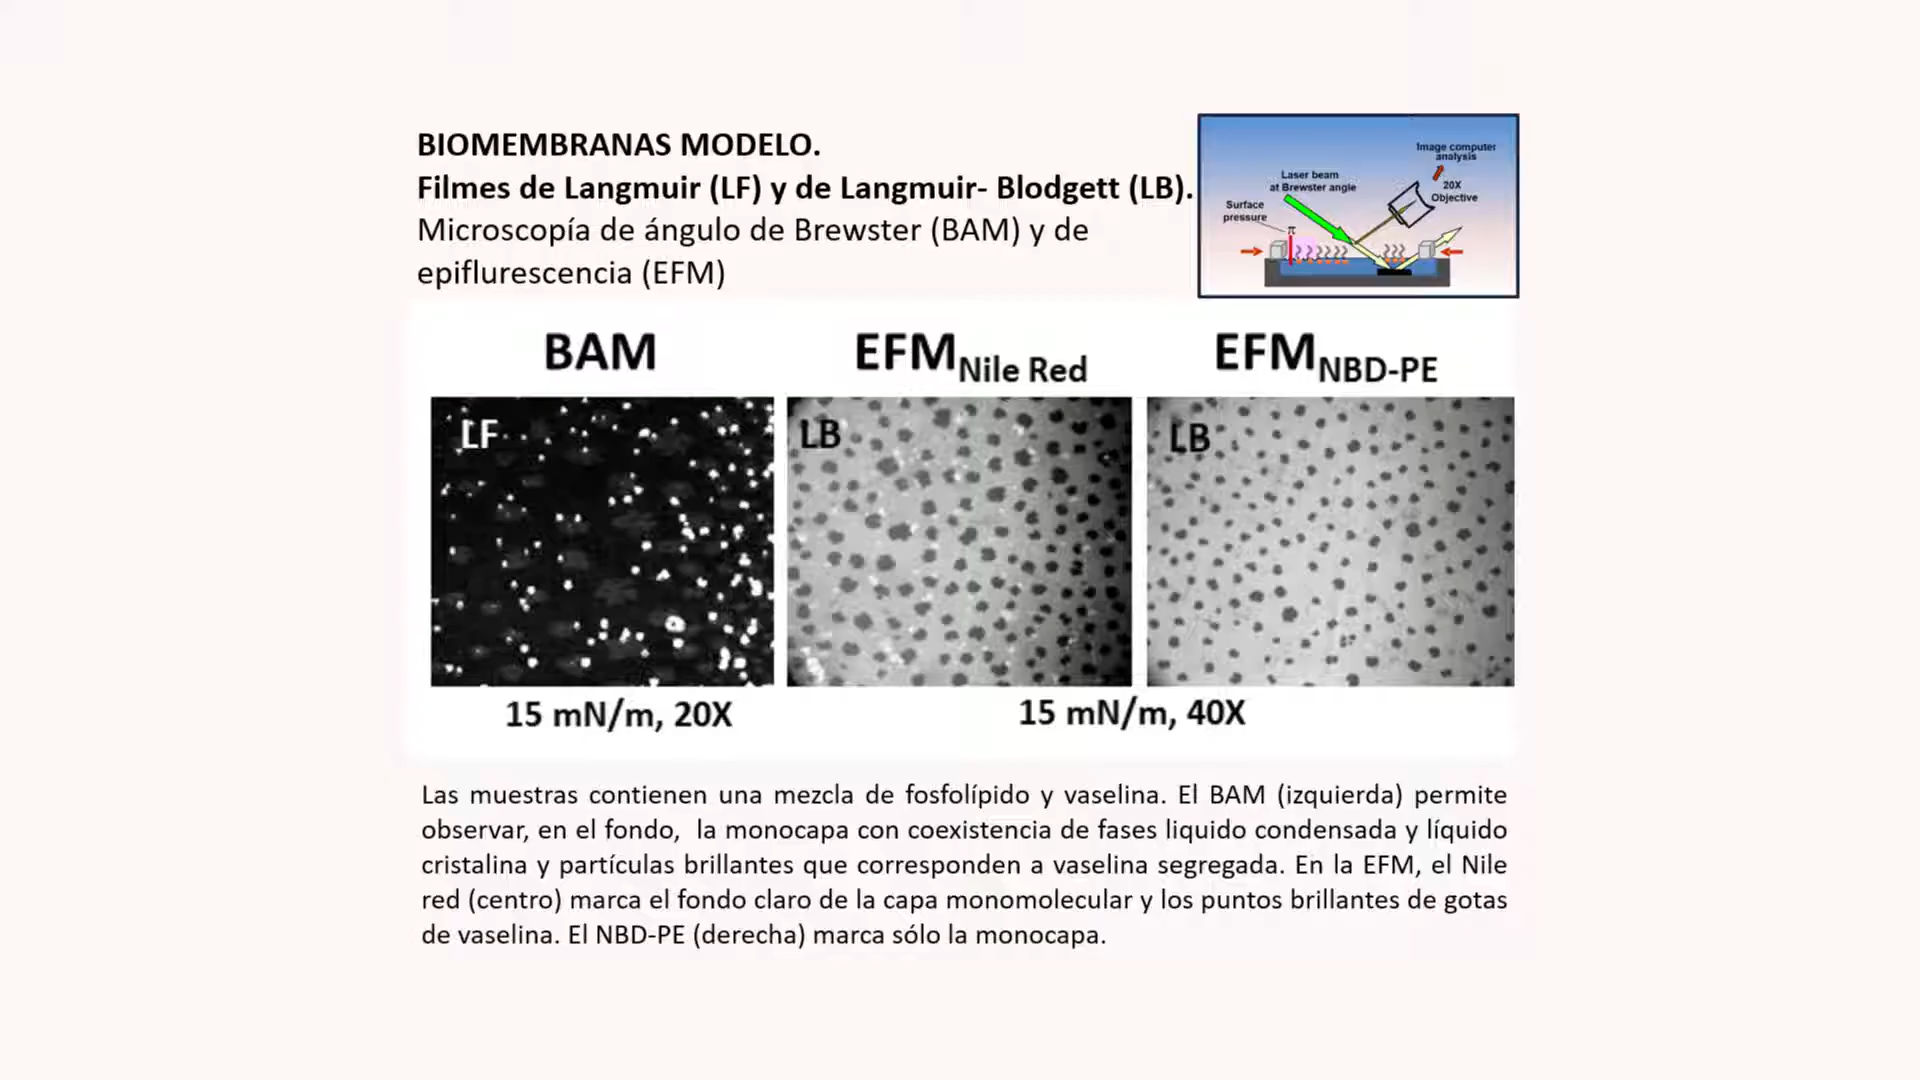 BIOMEMBRANAS MODELO.
Filmes de Langmuir (LF) y de Langmuir- Blodgett (LB).
Microscopía de ángulo de Brewster (BAM) y de
epiflurescencia (EFM)
Image computer
analysis
Laser beam
at Brewster angle
20X
Objective
Surface
pressure
π
BAM
EFM Nile Red
EFM NBD-PE
LF
LB
LB
15 mN/m, 20X
15 mN/m, 40X
Las muestras contienen una mezcla de fosfolípido y vaselina. El BAM (izquierda) permite
observar, en el fondo, la monocapa con coexistencia de fases liquido condensada y líquido
cristalina y partículas brillantes que corresponden a vaselina segregada. En la EFM, el Nile
red (centro) marca el fondo claro de la capa monomolecular y los puntos brillantes de gotas
de vaselina. El NBD-PE (derecha) marca sólo la monocapa.